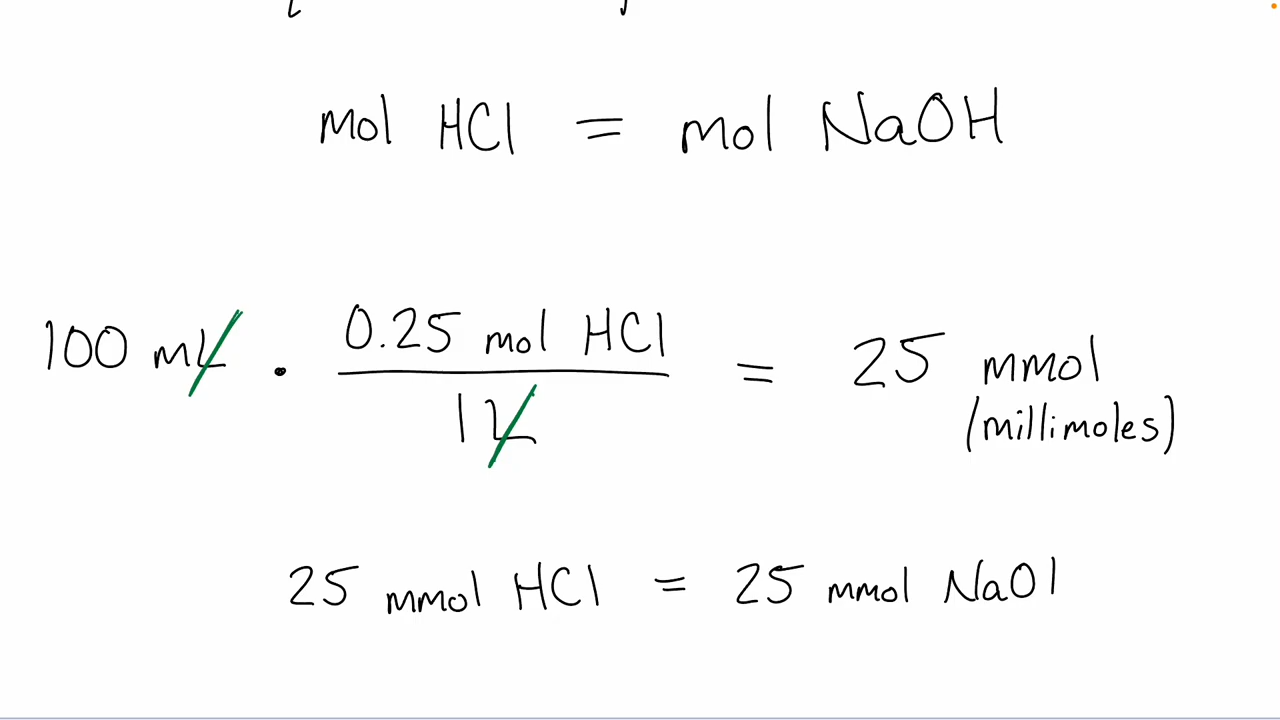 mol HCl = mol NaOH
100 mL · 0.25 mol HCl / 1 L = 25 mmol
(millimoles)
25 mmol HCl = 25 mmol NaOl